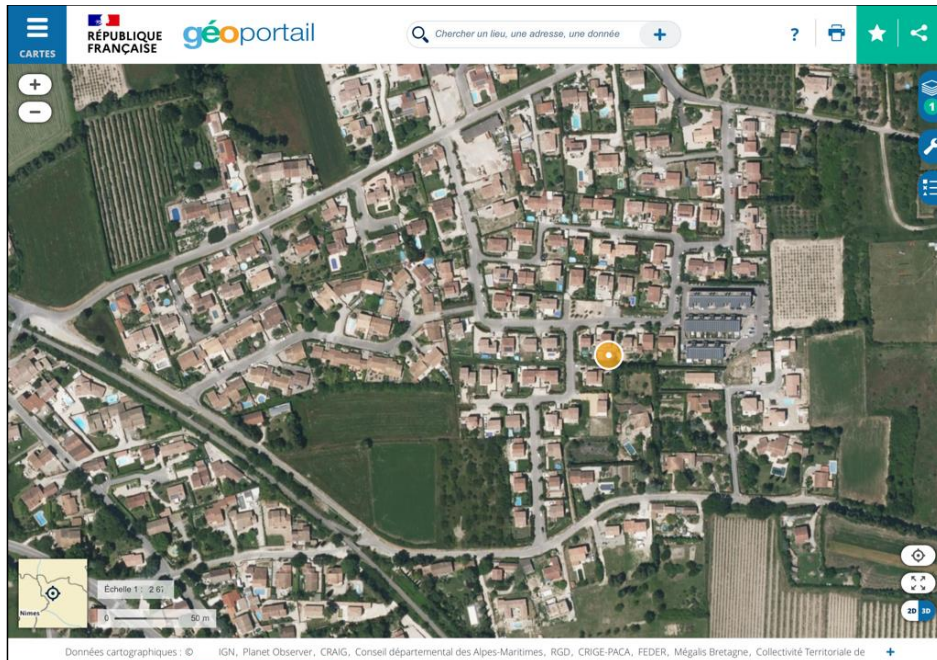 CARTES
RÉPUBLIQUE
FRANÇAISE
géoportail
Chercher un lieu, une adresse, une donnée
+
?
+
−
1
Échelle 1 : 2 67
0 50 m
Nîmes
2D 3D
Données cartographiques : © IGN, Planet Observer, CRAIG, Conseil départemental des Alpes-Maritimes, RGD, CRIGE-PACA, FEDER, Mégalis Bretagne, Collectivité Territoriale de +